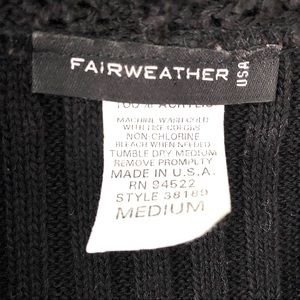 FAIRWEATHER USA
100% ACRYLIC
MACHINE WASH COLD
WITH LIKE COLORS
NON-CHLORINE
BLEACH WHEN NEEDED
TUMBLE DRY MEDIUM
REMOVE PROMPTLY
MADE IN U.S.A.
RN 94522
STYLE 38189
MEDIUM